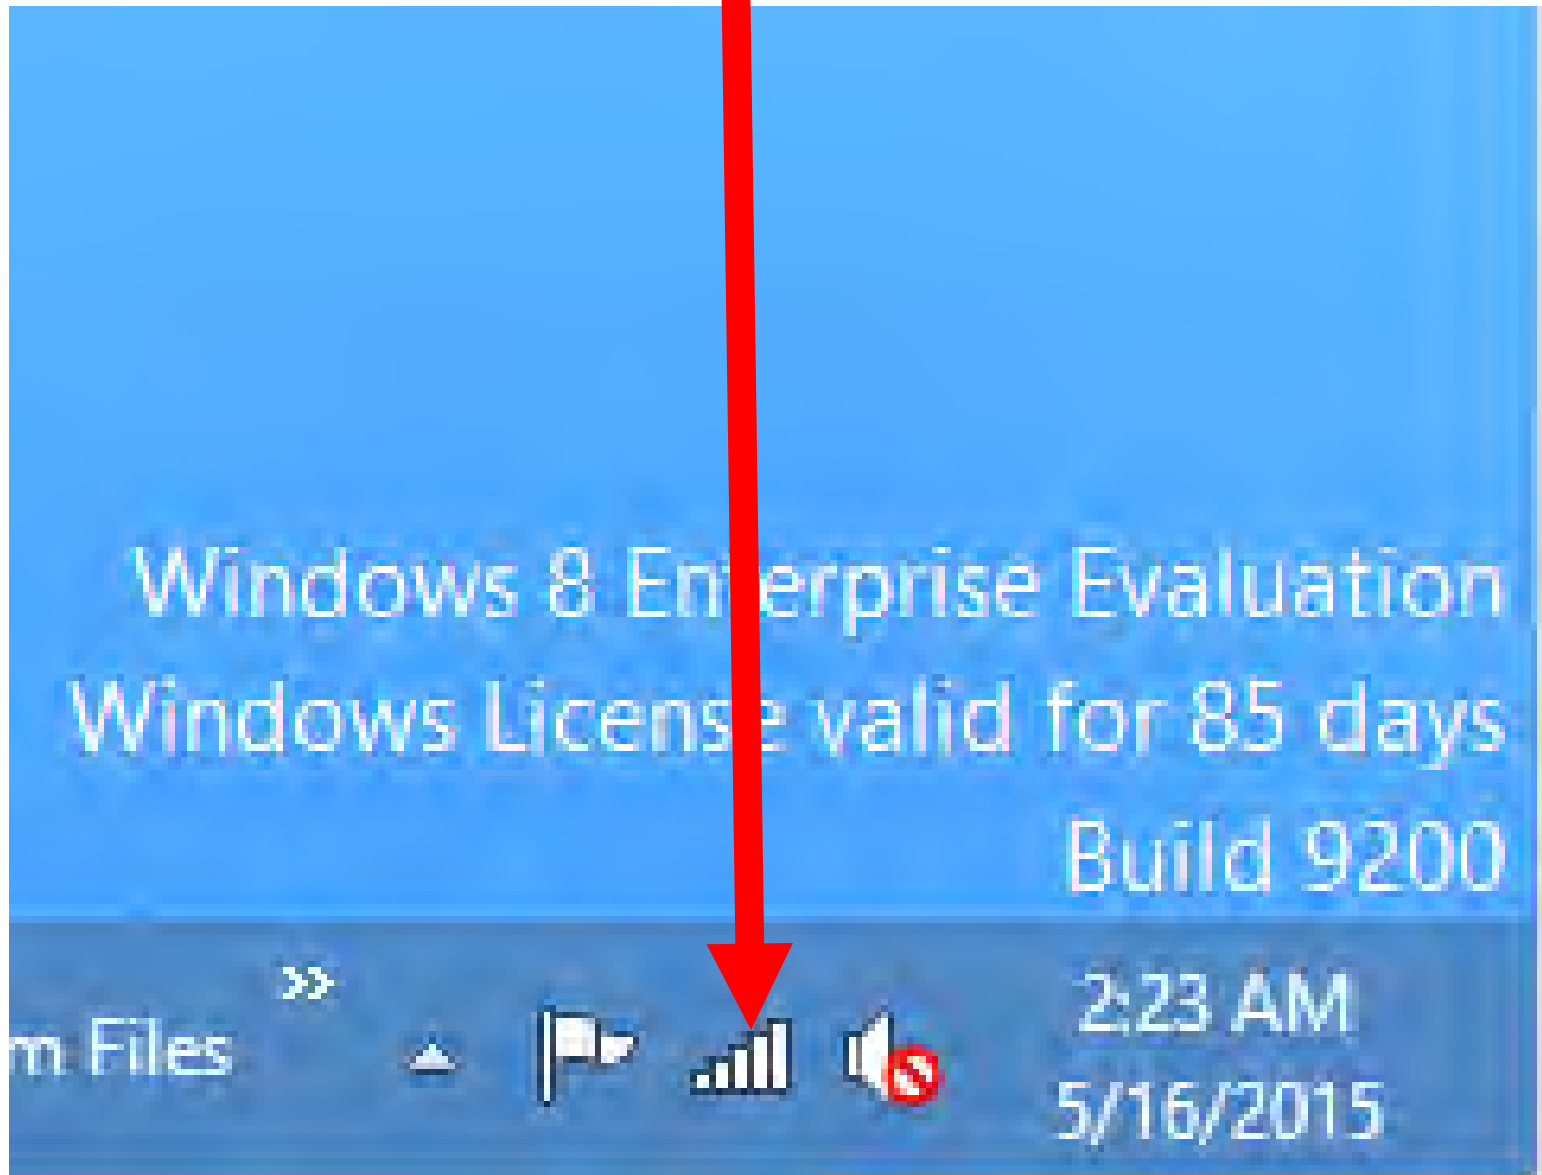 Windows 8 Enterprise Evaluation
Windows License valid for 85 days
Build 9200
»
m Files
2:23 AM
5/16/2015